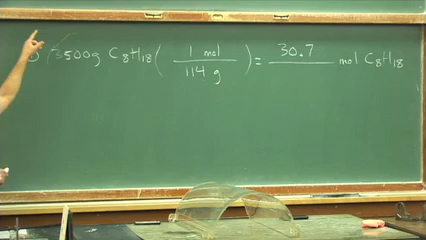 3500g C₈H₁₈ ( 1 mol / 114 g ) = 30.7 mol C₈H₁₈